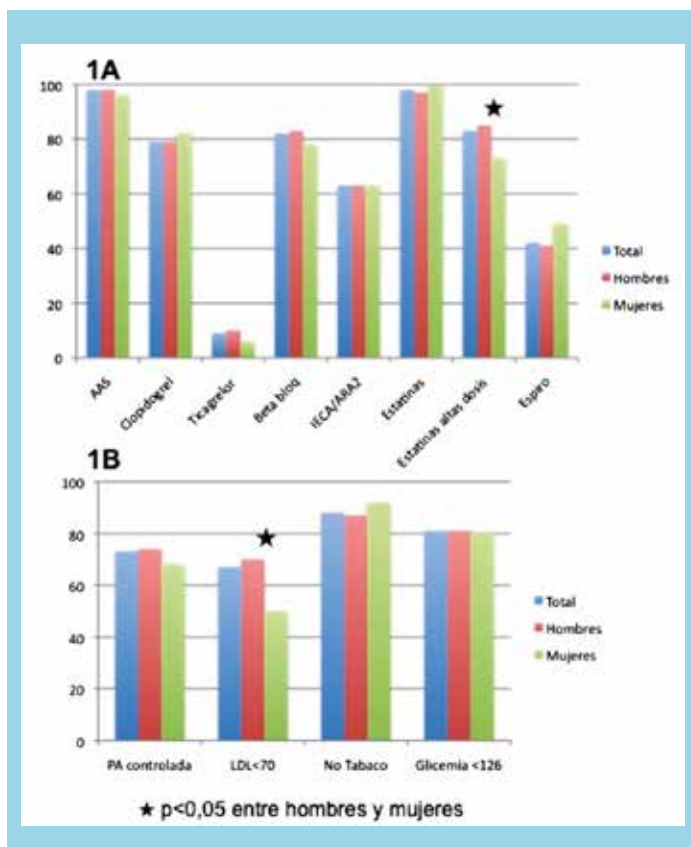 1A
100
80
60
40
20
0
AAS
Clopidogrel
Ticagrelor
Beta bloq
IECA/ARA2
Estatinas
Estatinas altas dosis
Espiro
Total
Hombres
Mujeres
1B
100
80
60
40
20
0
PA controlada
LDL<70
No Tabaco
Glicemia <126
Total
Hombres
Mujeres
★ p<0,05 entre hombres y mujeres